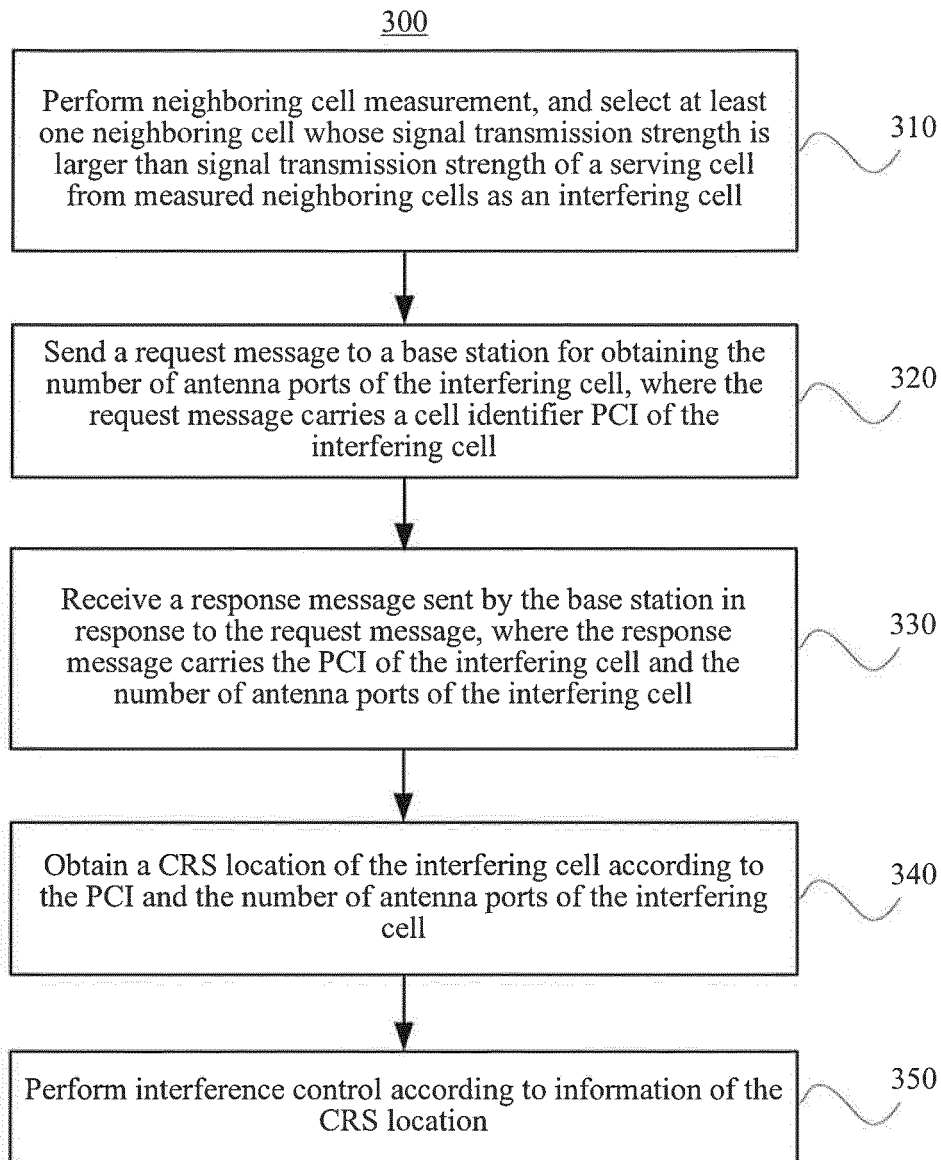 300
Perform neighboring cell measurement, and select at least
one neighboring cell whose signal transmission strength is
larger than signal transmission strength of a serving cell
from measured neighboring cells as an interfering cell
310
Send a request message to a base station for obtaining the
number of antenna ports of the interfering cell, where the
request message carries a cell identifier PCI of the
interfering cell
320
Receive a response message sent by the base station in
response to the request message, where the response
message carries the PCI of the interfering cell and the
number of antenna ports of the interfering cell
330
Obtain a CRS location of the interfering cell according to
the PCI and the number of antenna ports of the interfering
cell
340
Perform interference control according to information of the
CRS location
350